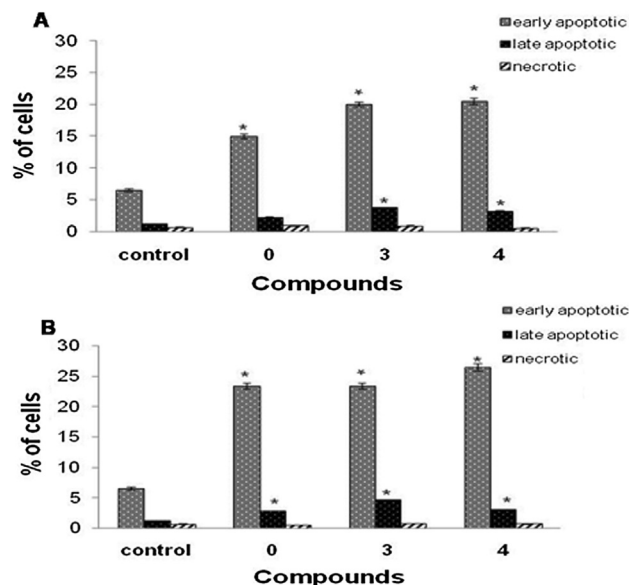 A
early apoptotic
late apoptotic
necrotic
30
25
20
15
10
5
0
% of cells
* * * * *
control 0 3 4
Compounds
B
early apoptotic
late apoptotic
necrotic
30
25
20
15
10
5
0
% of cells
* * * * * *
control 0 3 4
Compounds